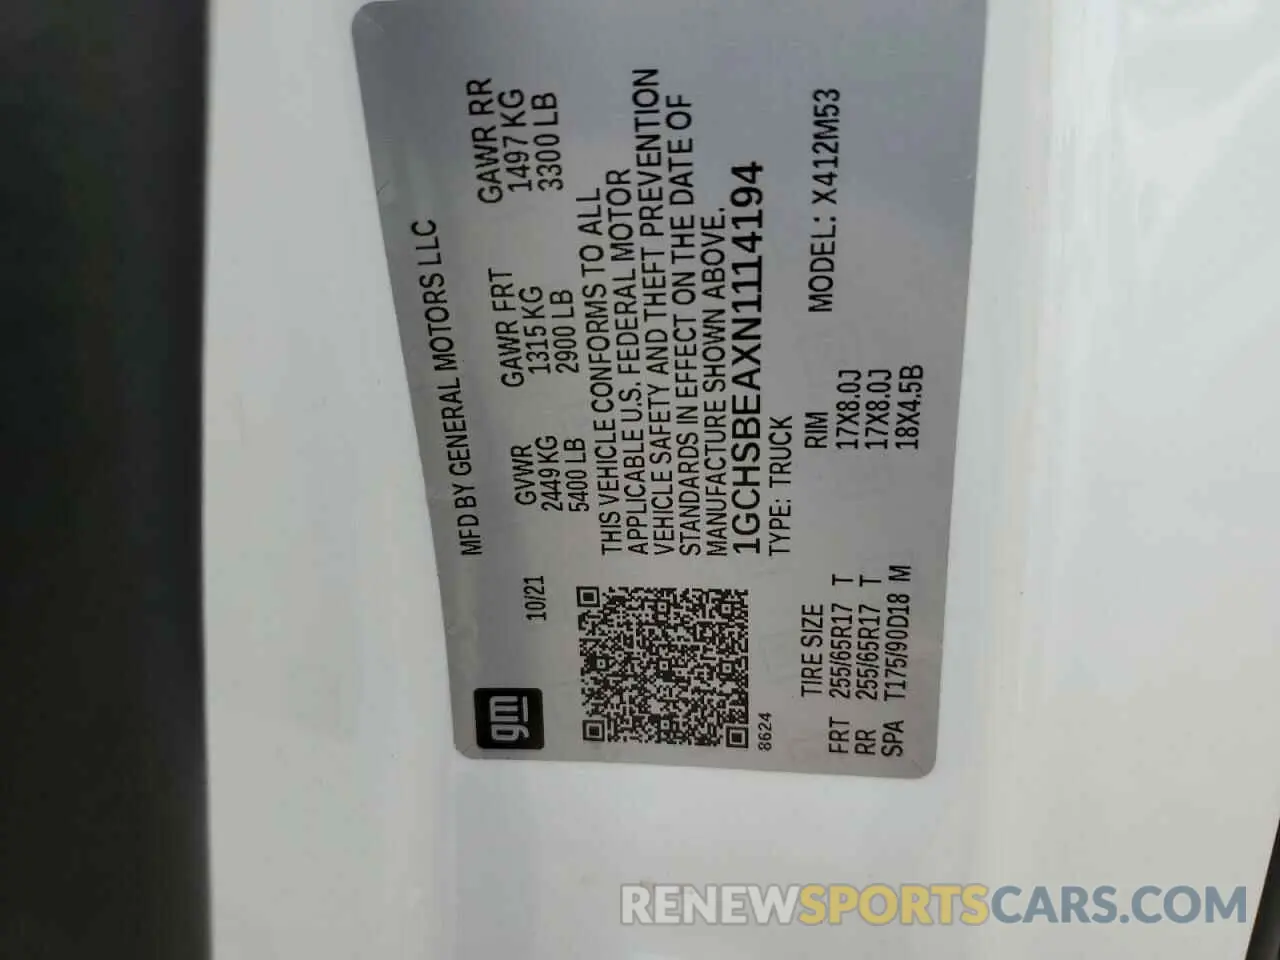 gm
MFD BY GENERAL MOTORS LLC
10/21
GVWR GAWR FRT GAWR RR
2449 KG 1315 KG 1497 KG
5400 LB 2900 LB 3300 LB
THIS VEHICLE CONFORMS TO ALL
APPLICABLE U.S. FEDERAL MOTOR
VEHICLE SAFETY AND THEFT PREVENTION
STANDARDS IN EFFECT ON THE DATE OF
MANUFACTURE SHOWN ABOVE.
1GCHSBEAXN1114194
8624
TYPE: TRUCK
MODEL: X412M53
TIRE SIZE RIM
FRT 255/65R17 T 17X8.0J
RR 255/65R17 T 17X8.0J
SPA T175/90D18 M 18X4.5B
RENEWSPORTSCARS.COM